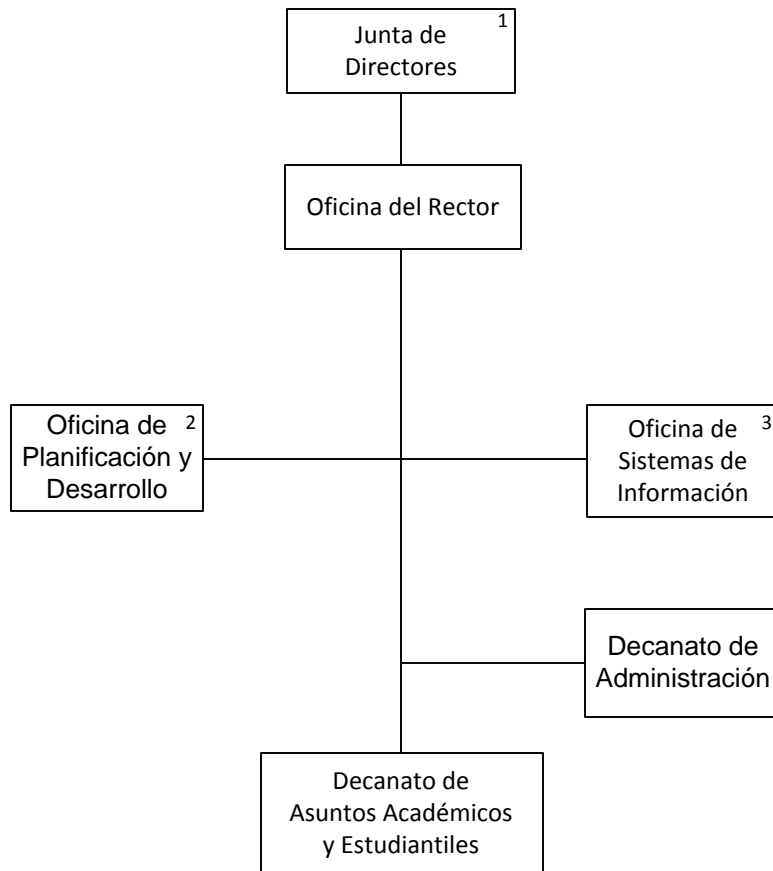 Junta de 1
Directores
Oficina del Rector
Oficina de 2
Planificación y
Desarrollo
Oficina de 3
Sistemas de
Información
Decanato de
Administración
Decanato de
Asuntos Académicos
y Estudiantiles